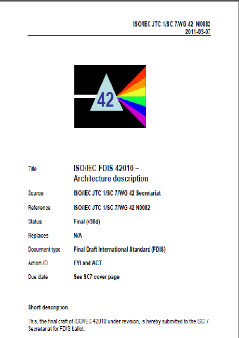 ISO/IEC JTC 1/SC 7/WG 42 N0082
2011-03-07
42
Title ISO/IEC FDIS 42010 –
Architecture description
Source ISO/IEC JTC 1/SC 7/WG 42 Secretariat
Reference ISO/IEC JTC 1/SC 7/WG 42 N0082
Status Final
Replaces N/A
Document type Final Draft International Standard (FDIS)
Action ID FYI and ACT
Due date See SC7 cover page
Short description
This, the final draft of ISO/IEC 42010 under revision, is hereby submitted to the SC 7
Secretariat for FDIS ballot.